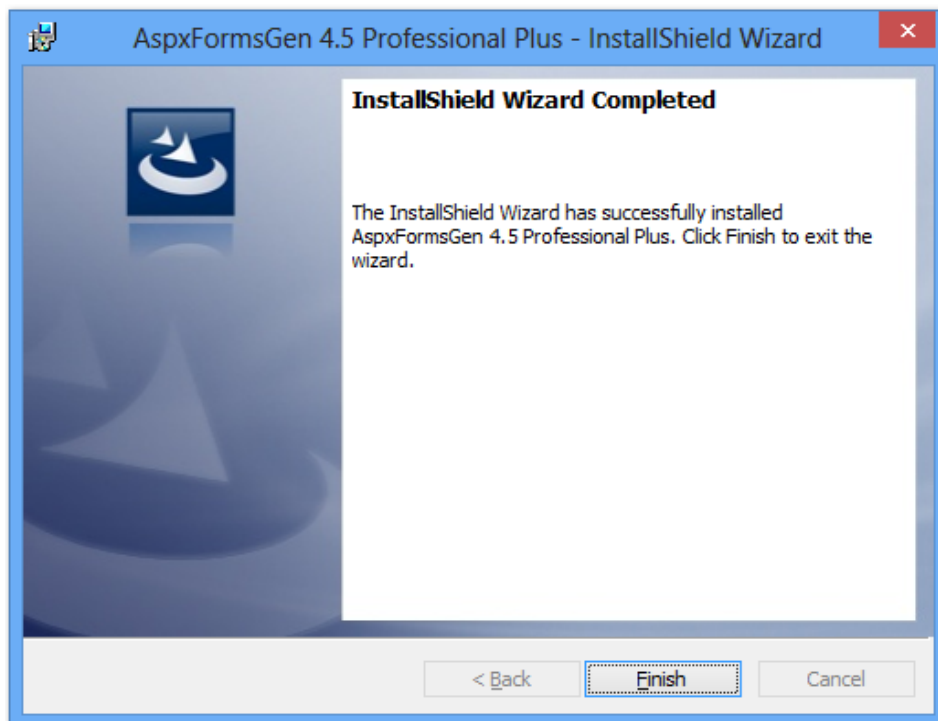 AspxFormsGen 4.5 Professional Plus - InstallShield Wizard
InstallShield Wizard Completed
The InstallShield Wizard has successfully installed
AspxFormsGen 4.5 Professional Plus. Click Finish to exit the
wizard.
< Back
Finish
Cancel